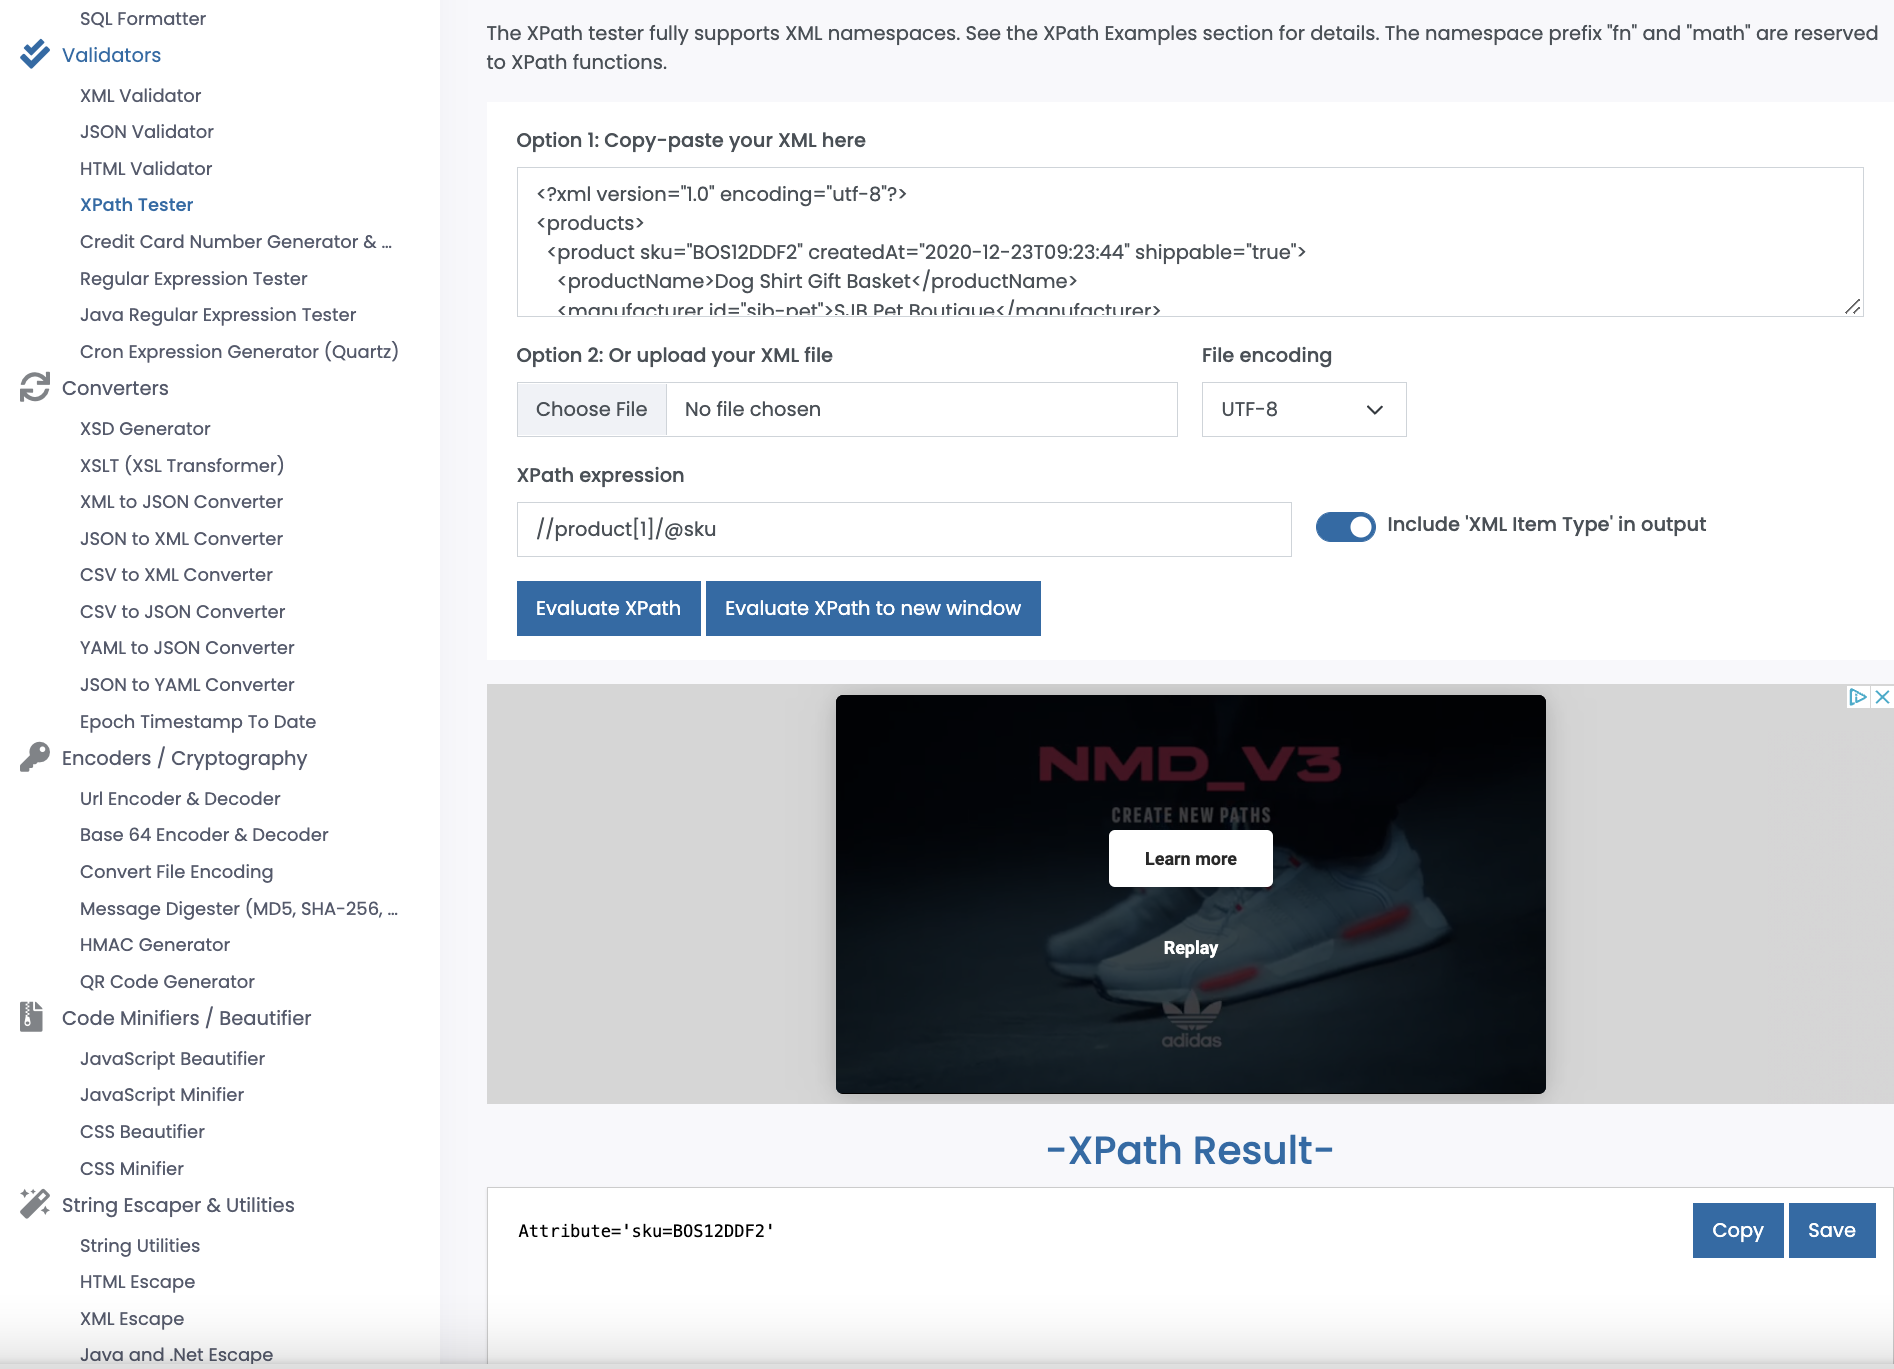 SQL Formatter
Validators
XML Validator
JSON Validator
HTML Validator
XPath Tester
Credit Card Number Generator & ...
Regular Expression Tester
Java Regular Expression Tester
Cron Expression Generator (Quartz)
Converters
XSD Generator
XSLT (XSL Transformer)
XML to JSON Converter
JSON to XML Converter
CSV to XML Converter
CSV to JSON Converter
YAML to JSON Converter
JSON to YAML Converter
Epoch Timestamp To Date
Encoders / Cryptography
Url Encoder & Decoder
Base 64 Encoder & Decoder
Convert File Encoding
Message Digester (MD5, SHA-256, ...
HMAC Generator
QR Code Generator
Code Minifiers / Beautifier
JavaScript Beautifier
JavaScript Minifier
CSS Beautifier
CSS Minifier
String Escaper & Utilities
String Utilities
HTML Escape
XML Escape
Java and .Net Escape
The XPath tester fully supports XML namespaces. See the XPath Examples section for details. The namespace prefix "fn" and "math" are reserved
to XPath functions.
Option 1: Copy-paste your XML here
<?xml version="1.0" encoding="utf-8"?>
<products>
<product sku="BOS12DDF2" createdAt="2020-12-23T09:23:44" shippable="true">
<productName>Dog Shirt Gift Basket</productName>
<manufacturer id="sjb-pet">SJB Pet Boutique</manufacturer>
Option 2: Or upload your XML file
File encoding
Choose File
No file chosen
UTF-8
XPath expression
//product[1]/@sku
Include 'XML Item Type' in output
Evaluate XPath
Evaluate XPath to new window
NMD_V3
CREATE NEW PATHS
Learn more
Replay
adidas
-XPath Result-
Attribute='sku=BOS12DDF2'
Copy
Save